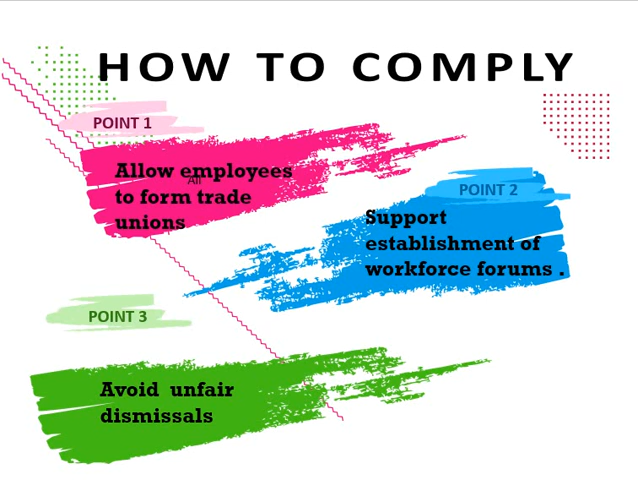 HOW TO COMPLY
POINT 1
Allow employees
All
to form trade
unions
POINT 2
Support
establishment of
workforce forums .
POINT 3
Avoid unfair
dismissals